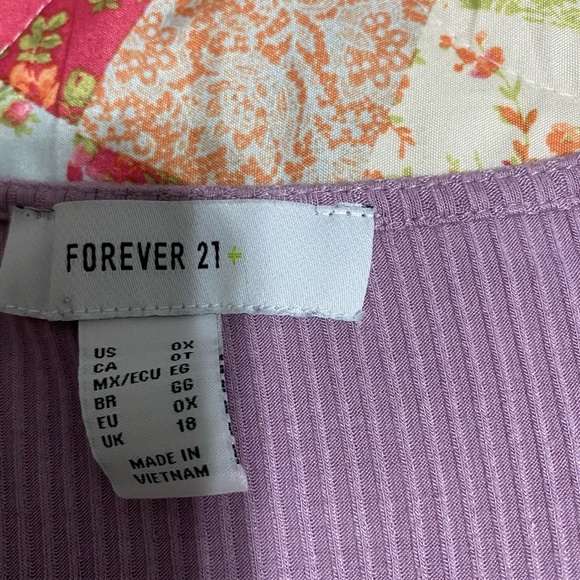 FOREVER 21+
US 0X
CA 0T
MX/ECU EG
BR GG
EU 0X
UK 18
MADE IN
VIETNAM